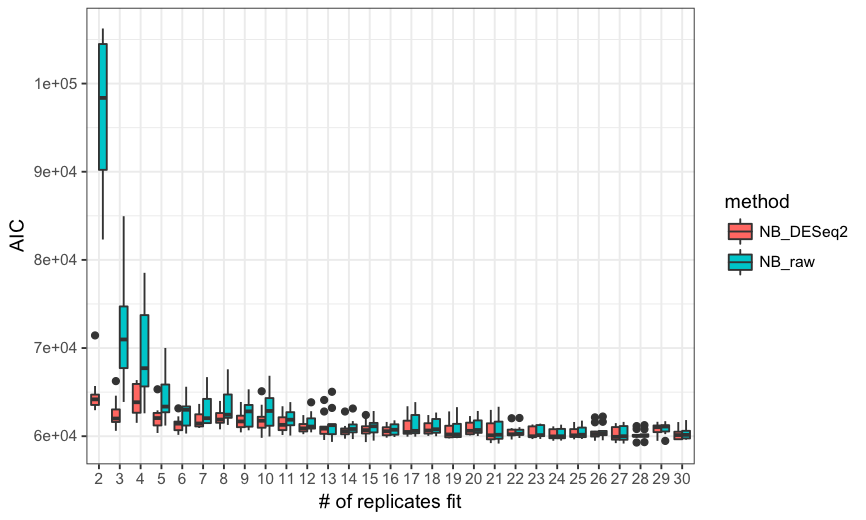 1e+05
9e+04
8e+04
7e+04
6e+04
AIC
2 3 4 5 6 7 8 9 10 11 12 13 14 15 16 17 18 19 20 21 22 23 24 25 26 27 28 29 30
# of replicates fit
method
NB_DESeq2
NB_raw